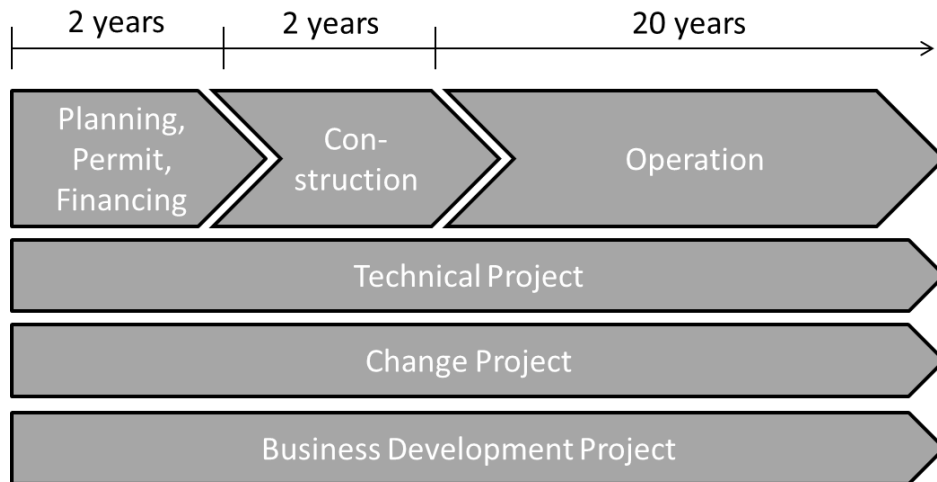 2 years
2 years
20 years
Planning,
Permit,
Financing
Con-
struction
Operation
Technical Project
Change Project
Business Development Project